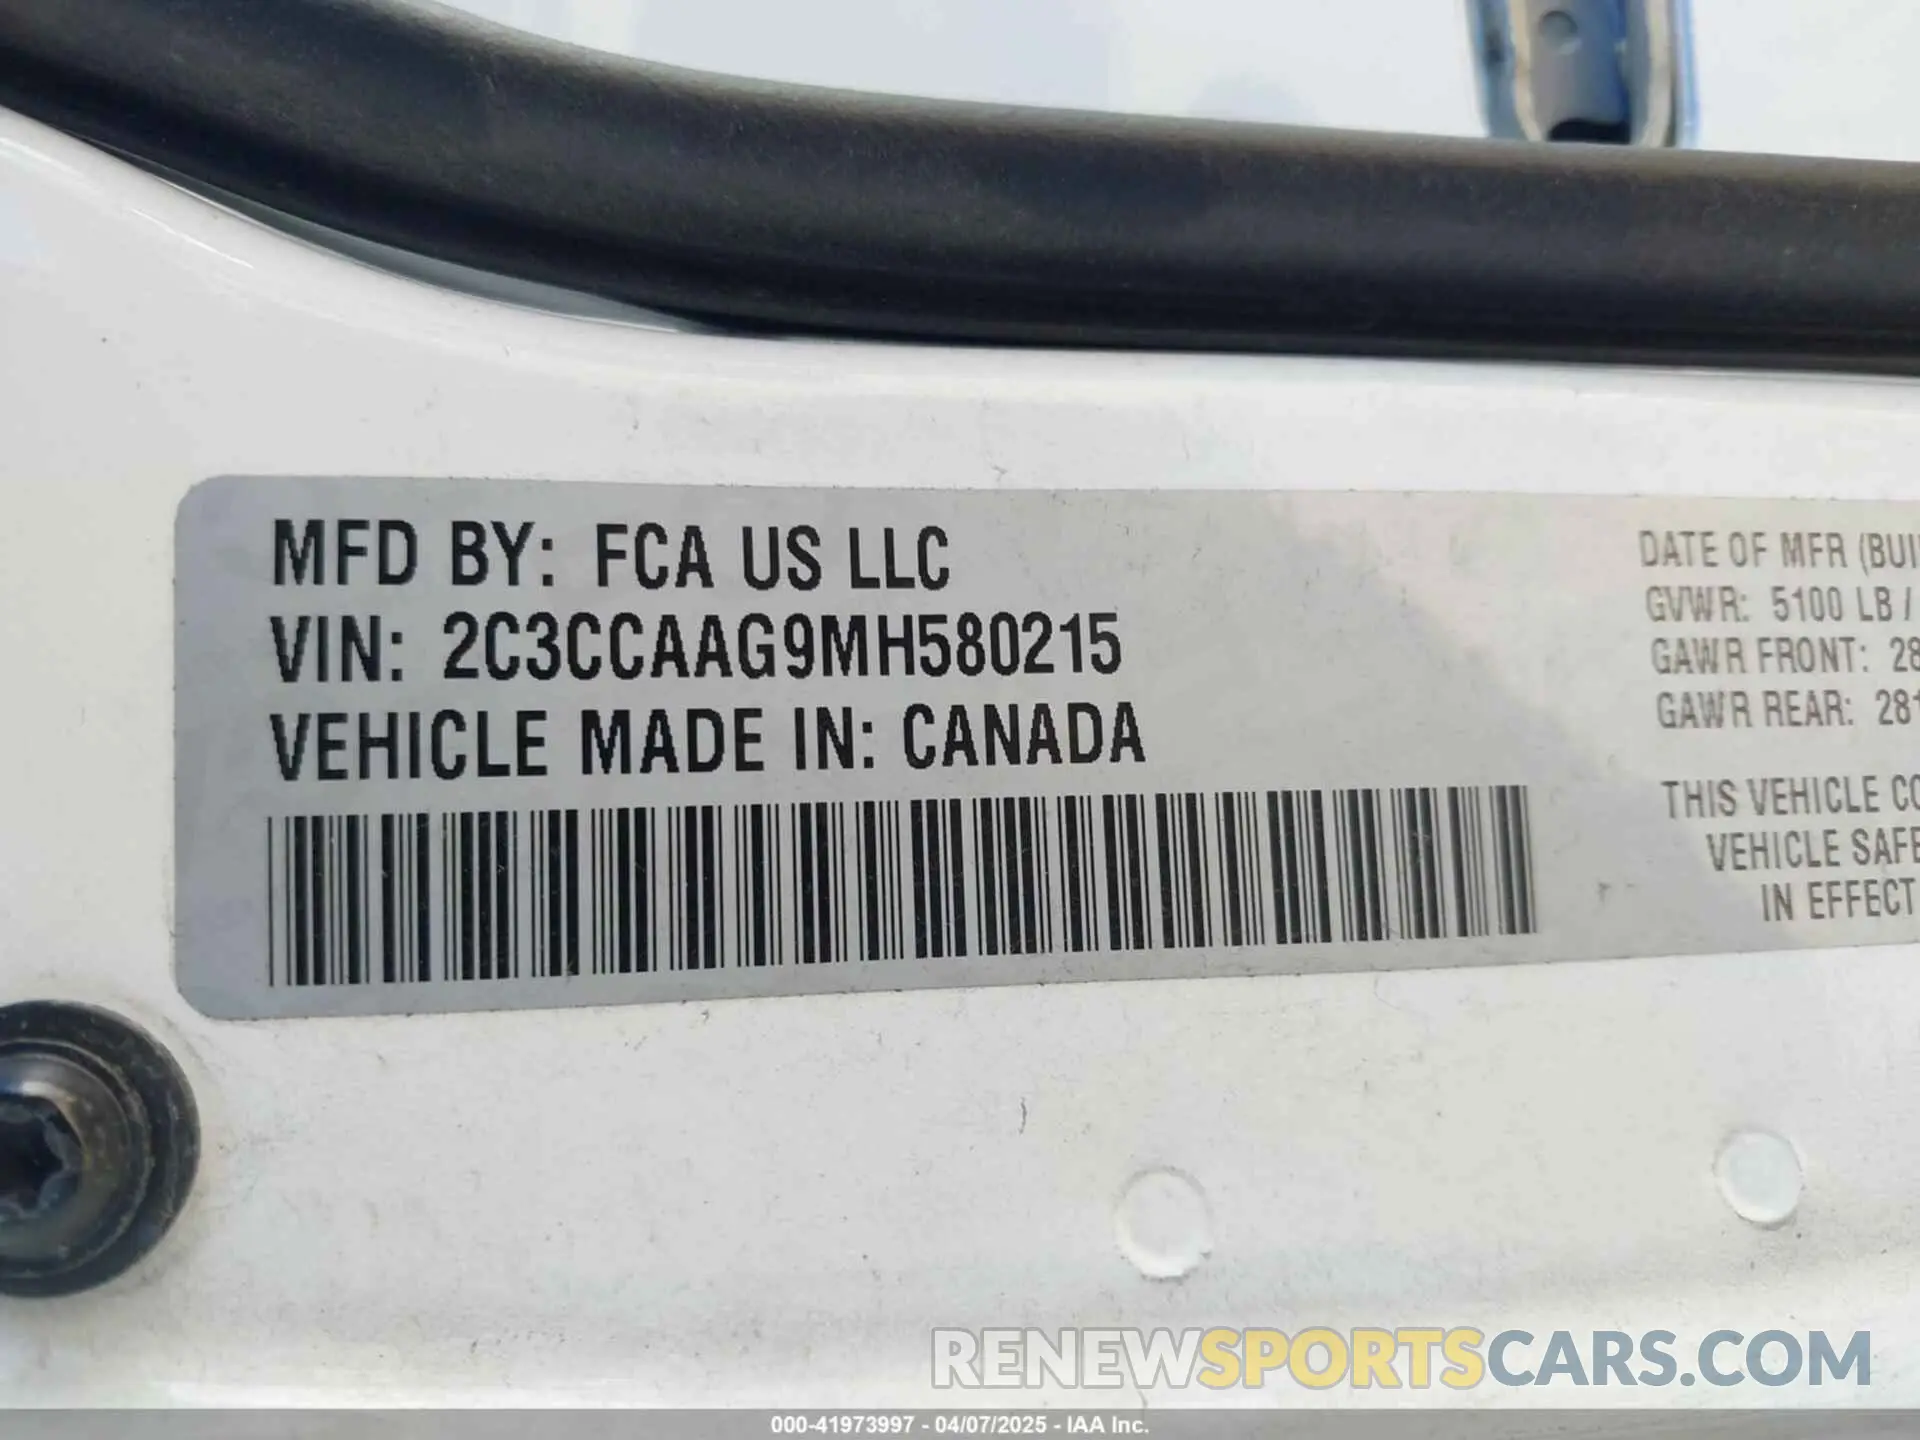 MFD BY: FCA US LLC
VIN: 2C3CCAAG9MH580215
VEHICLE MADE IN: CANADA
DATE OF MFR (BUI
GVWR: 5100 LB /
GAWR FRONT: 28
GAWR REAR: 281
THIS VEHICLE CO
VEHICLE SAFE
IN EFFECT
RENEWSPORTSCARS.COM
000-41973997 - 04/07/2025 - IAA Inc.